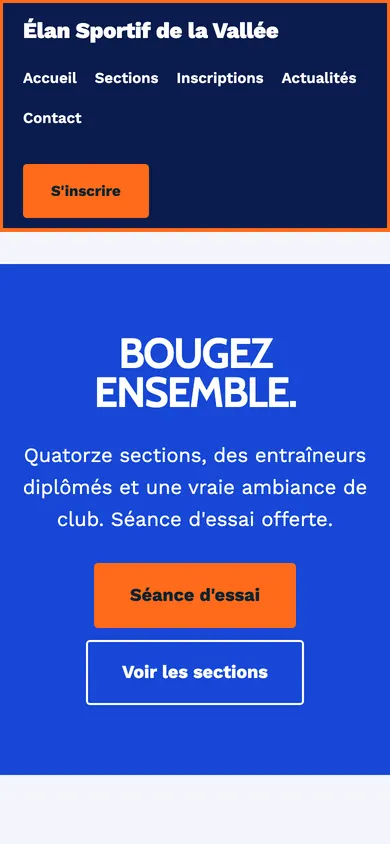 Élan Sportif de la Vallée
Accueil Sections Inscriptions Actualités
Contact
S'inscrire
BOUGEZ
ENSEMBLE.
Quatorze sections, des entraîneurs
diplômés et une vraie ambiance de
club. Séance d'essai offerte.
Séance d'essai
Voir les sections